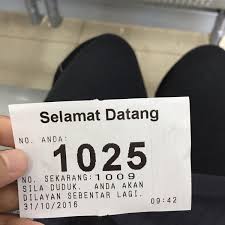 Selamat Datang
NO. ANDA:
1025
NO. SEKARANG: 1009
SILA DUDUK. ANDA AKAN
DILAYAN SEBENTAR LAGI.
31/10/2016 09:42